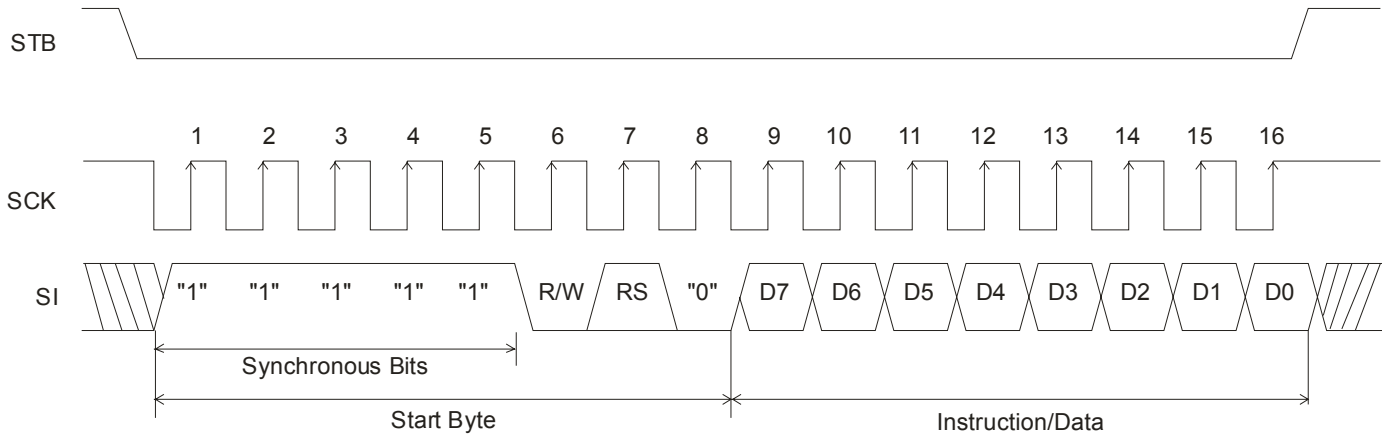 STB
1 2 3 4 5 6 7 8 9 10 11 12 13 14 15 16
SCK
SI "1" "1" "1" "1" "1" R/W RS "0" D7 D6 D5 D4 D3 D2 D1 D0
Synchronous Bits
Start Byte Instruction/Data